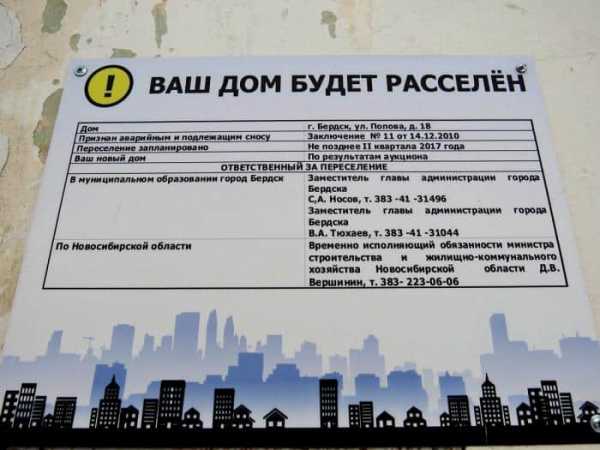 ! ВАШ ДОМ БУДЕТ РАССЕЛЁН
Дом г. Бердск, ул. Попова, д. 18
Признан аварийным и подлежащим сносу Заключение № 11 от 14.12.2010
Переселение запланировано Не позднее II квартала 2017 года
Ваш новый дом По результатам аукциона
ОТВЕТСТВЕННЫЙ ЗА ПЕРЕСЕЛЕНИЕ
В муниципальном образовании город Бердск Заместитель главы администрации города
Бердска
С,А. Носов, т. 383 -41 -31496
Заместитель главы администрации города
Бердска
В.А. Тюхаев, т. 383 -41 -31044
По Новосибирской области Временно исполняющий обязанности министра
строительства и жилищно-коммунального
хозяйства Новосибирской области Д.В.
Вершинин, т. 383- 223-06-06